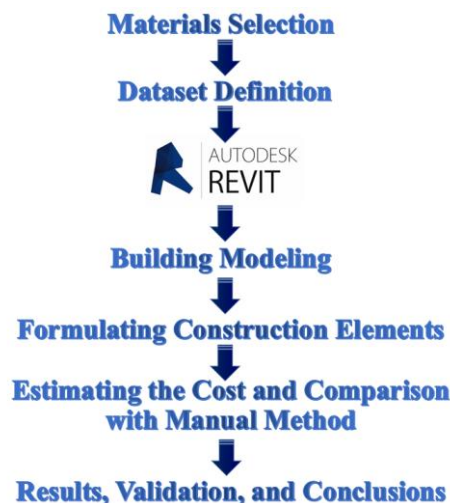 Materials Selection
Dataset Definition
AUTODESK
REVIT
Building Modeling
Formulating Construction Elements
Estimating the Cost and Comparison
with Manual Method
Results, Validation, and Conclusions